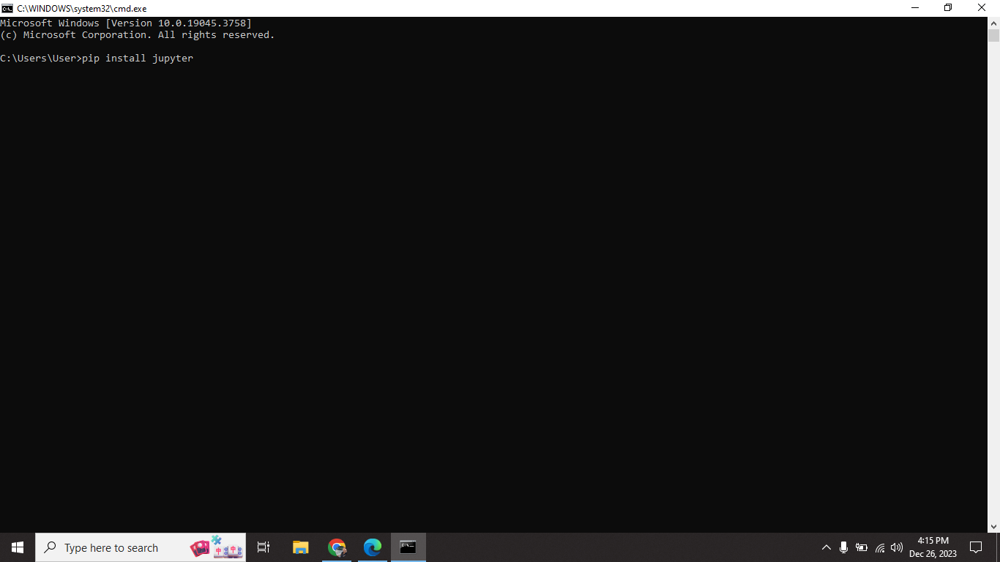 C:\WINDOWS\system32\cmd.exe
Microsoft Windows [Version 10.0.19045.3758]
(c) Microsoft Corporation. All rights reserved.
C:\Users\User>pip install jupyter
Type here to search
4:15 PM
Dec 26, 2023